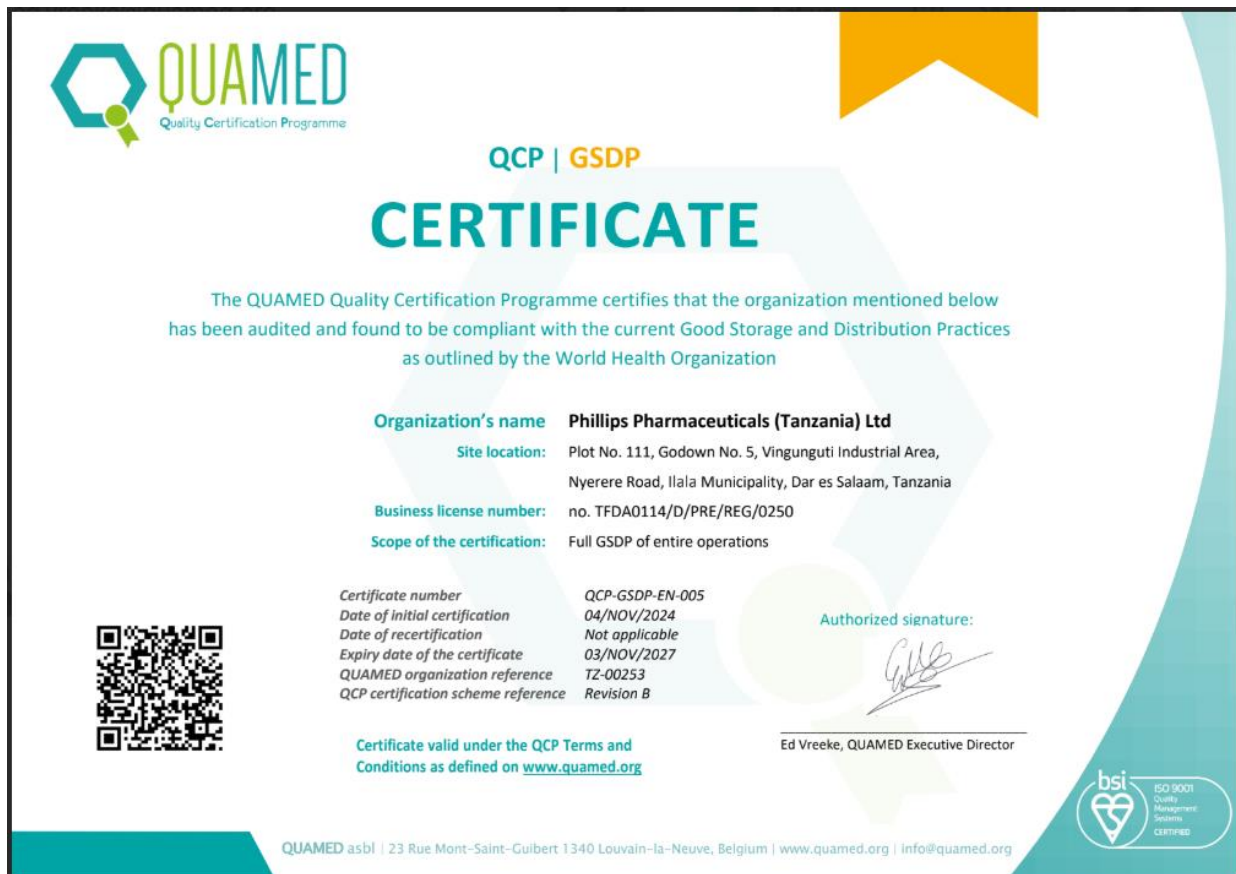 QUAMED
Quality Certification Programme
QCP | GSDP
CERTIFICATE
The QUAMED Quality Certification Programme certifies that the organization mentioned below
has been audited and found to be compliant with the current Good Storage and Distribution Practices
as outlined by the World Health Organization
Organization's name Phillips Pharmaceuticals (Tanzania) Ltd
Site location: Plot No. 111, Godown No. 5, Vingunguti Industrial Area,
Nyerere Road, Ilala Municipality, Dar es Salaam, Tanzania
Business license number: no. TFDA0114/D/PRE/REG/0250
Scope of the certification: Full GSDP of entire operations
Certificate number QCP-GSDP-EN-005
Date of initial certification 04/NOV/2024
Date of recertification Not applicable
Expiry date of the certificate 03/NOV/2027
QUAMED organization reference TZ-00253
QCP certification scheme reference Revision B
Authorized signature:
Ed Vreeke, QUAMED Executive Director
Certificate valid under the QCP Terms and
Conditions as defined on www.quamed.org
bsi
ISO 9001
Quality
Management
Systems
CERTIFIED
QUAMED asbl | 23 Rue Mont-Saint-Guibert 1340 Louvain-la-Neuve, Belgium | www.quamed.org | info@quamed.org